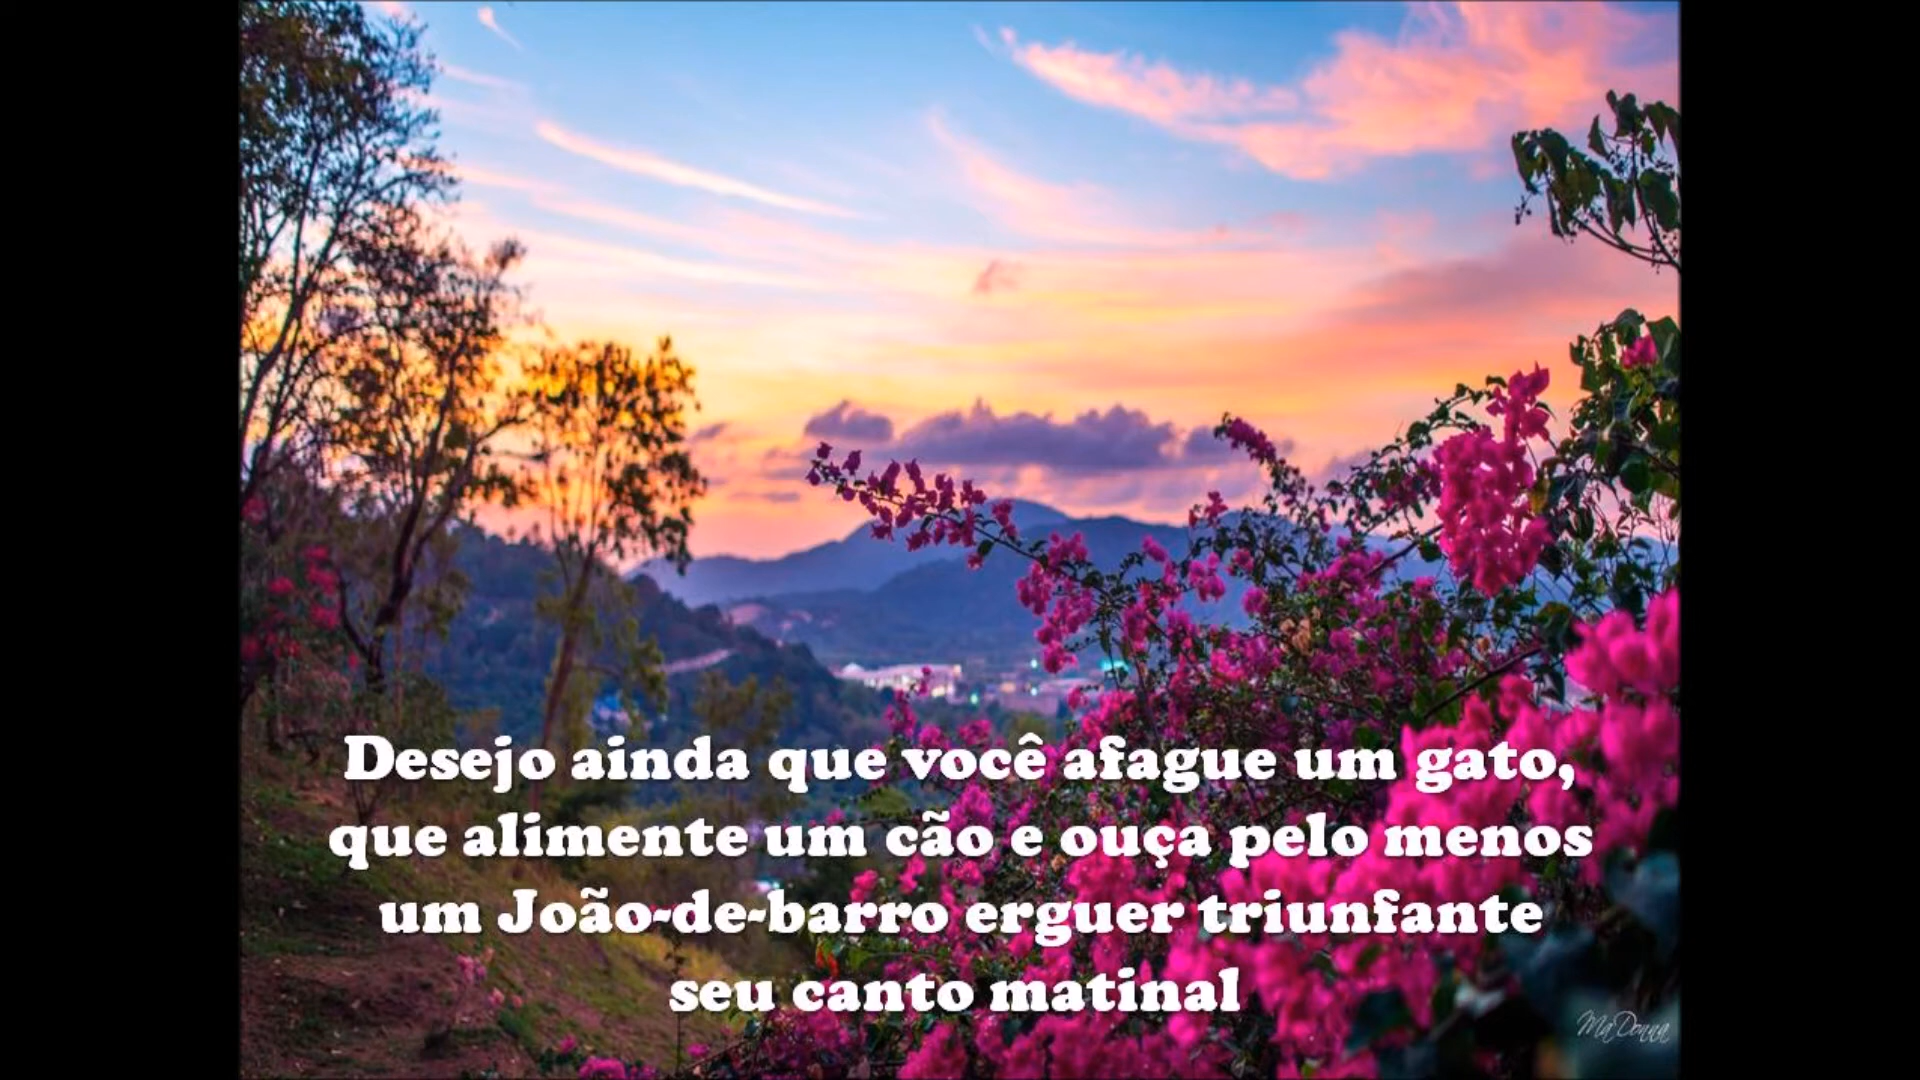 Desejo ainda que você afague um gato,
que alimente um cão e ouça pelo menos
um João-de-barro erguer triunfante
seu canto matinal
MaDonna